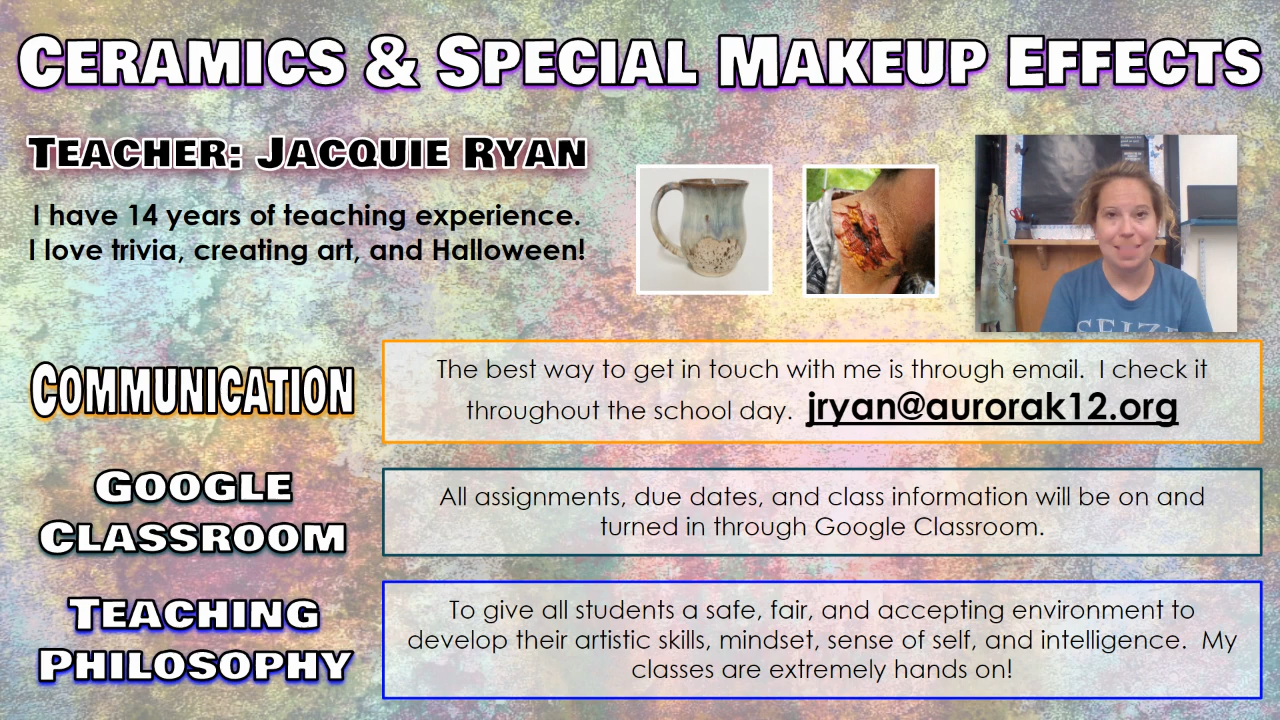 Ceramics & Special Makeup Effects
Teacher: Jacquie Ryan
I have 14 years of teaching experience.
I love trivia, creating art, and Halloween!
SEIZE
Communication
The best way to get in touch with me is through email. I check it
throughout the school day. jryan@aurorak12.org
Google
Classroom
All assignments, due dates, and class information will be on and
turned in through Google Classroom.
Teaching
Philosophy
To give all students a safe, fair, and accepting environment to
develop their artistic skills, mindset, sense of self, and intelligence. My
classes are extremely hands on!